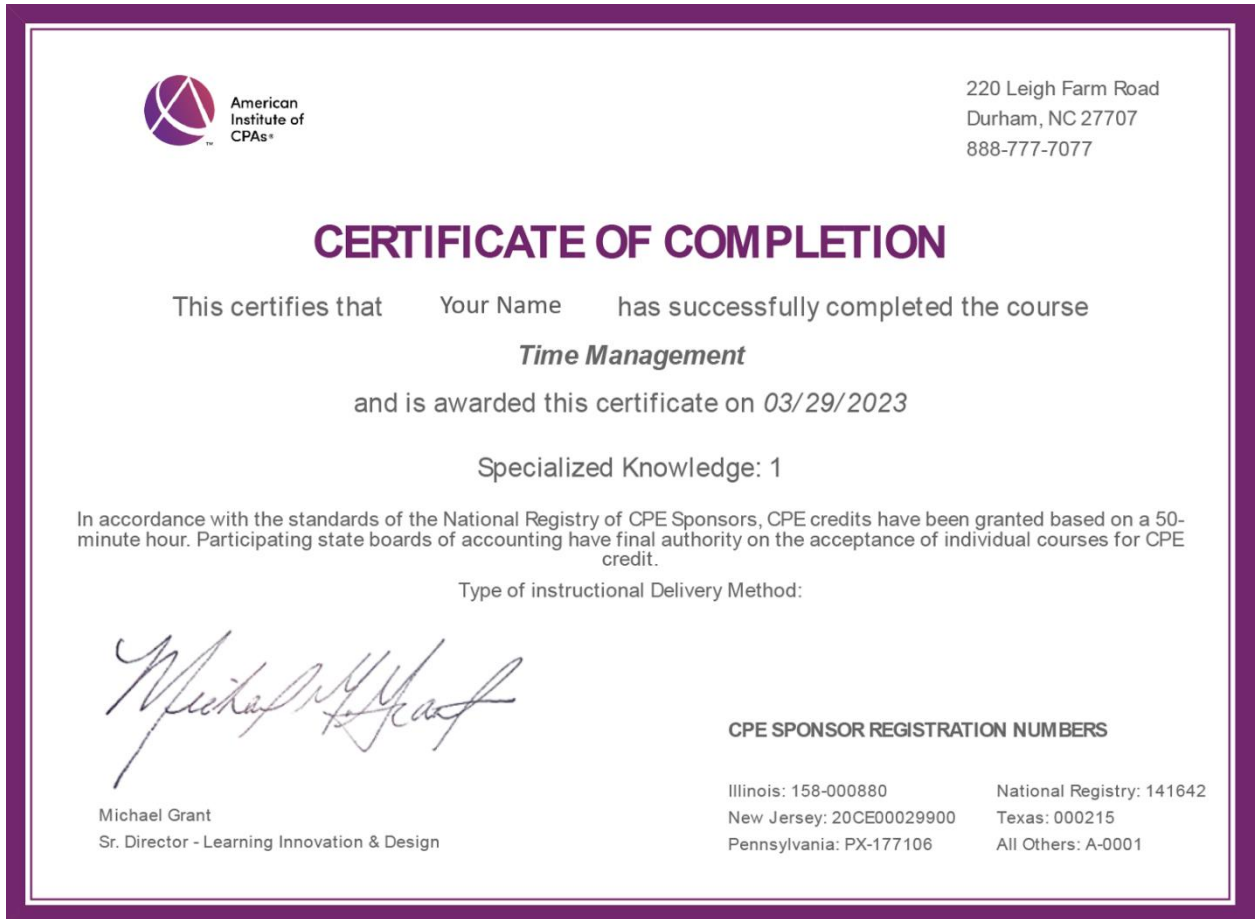 American
Institute of
CPAs®
TM
220 Leigh Farm Road
Durham, NC 27707
888-777-7077
CERTIFICATE OF COMPLETION
This certifies that Your Name has successfully completed the course
Time Management
and is awarded this certificate on 03/29/2023
Specialized Knowledge: 1
In accordance with the standards of the National Registry of CPE Sponsors, CPE credits have been granted based on a 50-
minute hour. Participating state boards of accounting have final authority on the acceptance of individual courses for CPE
credit.
Type of instructional Delivery Method:
Michael Grant
Sr. Director - Learning Innovation & Design
CPE SPONSOR REGISTRATION NUMBERS
Illinois: 158-000880 National Registry: 141642
New Jersey: 20CE00029900 Texas: 000215
Pennsylvania: PX-177106 All Others: A-0001